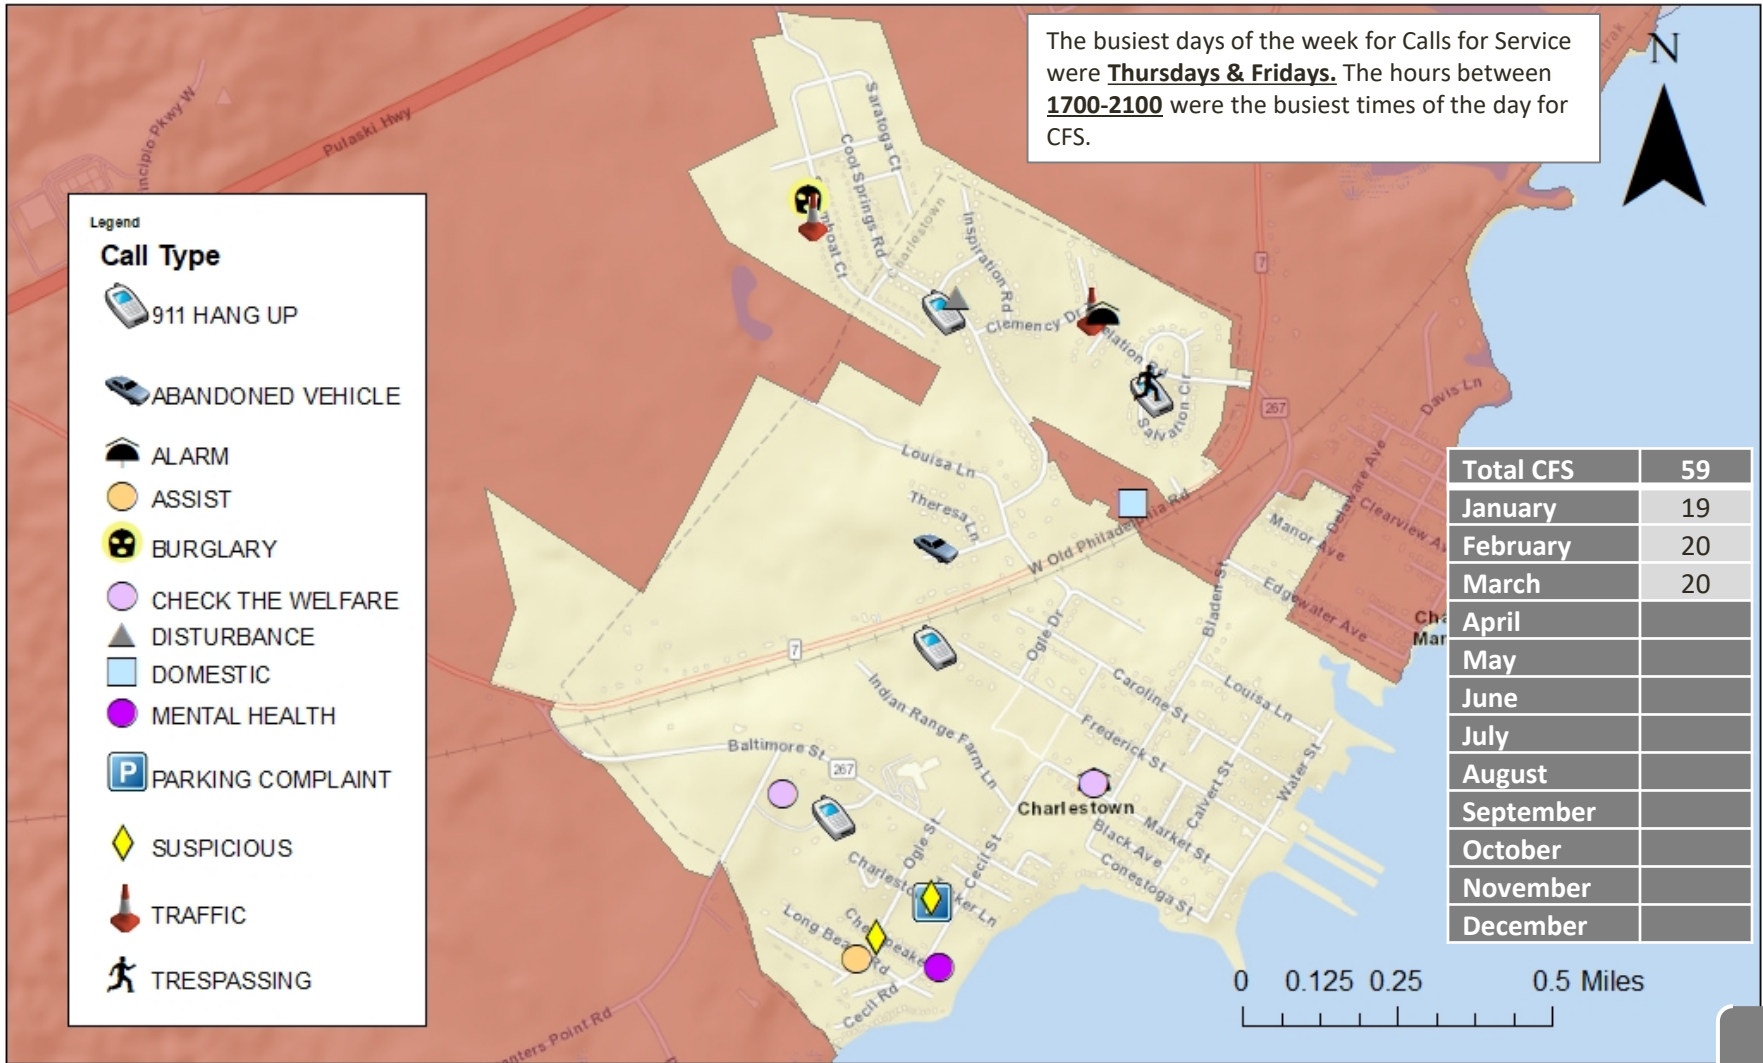 The busiest days of the week for Calls for Service
were Thursdays & Fridays. The hours between
1700-2100 were the busiest times of the day for
CFS.
N
Pulaski Hwy
Pkwy W
Saratoga Ct
Cool Springs Rd
Charlestown
Inspiration Rd
Clemency Dr
Salvation Cir
7
267
Davis Ln
Delaware Ave
Clearview
Manor Ave
Edgewater Ave
Louisa Ln
Theresa Ln
W Old Philadelphia Rd
Bladen St
7
Ogle Dr
Caroline St
Louisa Ln
Frederick St
Indian Range Farm Ln
Water St
Calvert St
Baltimore St
267
Charlestown
Black Ave
Market St
Conestoga St
Ogle St
Cecil St
Cecil Rd
Point Rd
Legend
Call Type
911 HANG UP
ABANDONED VEHICLE
ALARM
ASSIST
BURGLARY
CHECK THE WELFARE
DISTURBANCE
DOMESTIC
MENTAL HEALTH
P PARKING COMPLAINT
SUSPICIOUS
TRAFFIC
TRESPASSING
Total CFS 59
January 19
February 20
March 20
April
May
June
July
August
September
October
November
December
0 0.125 0.25 0.5 Miles